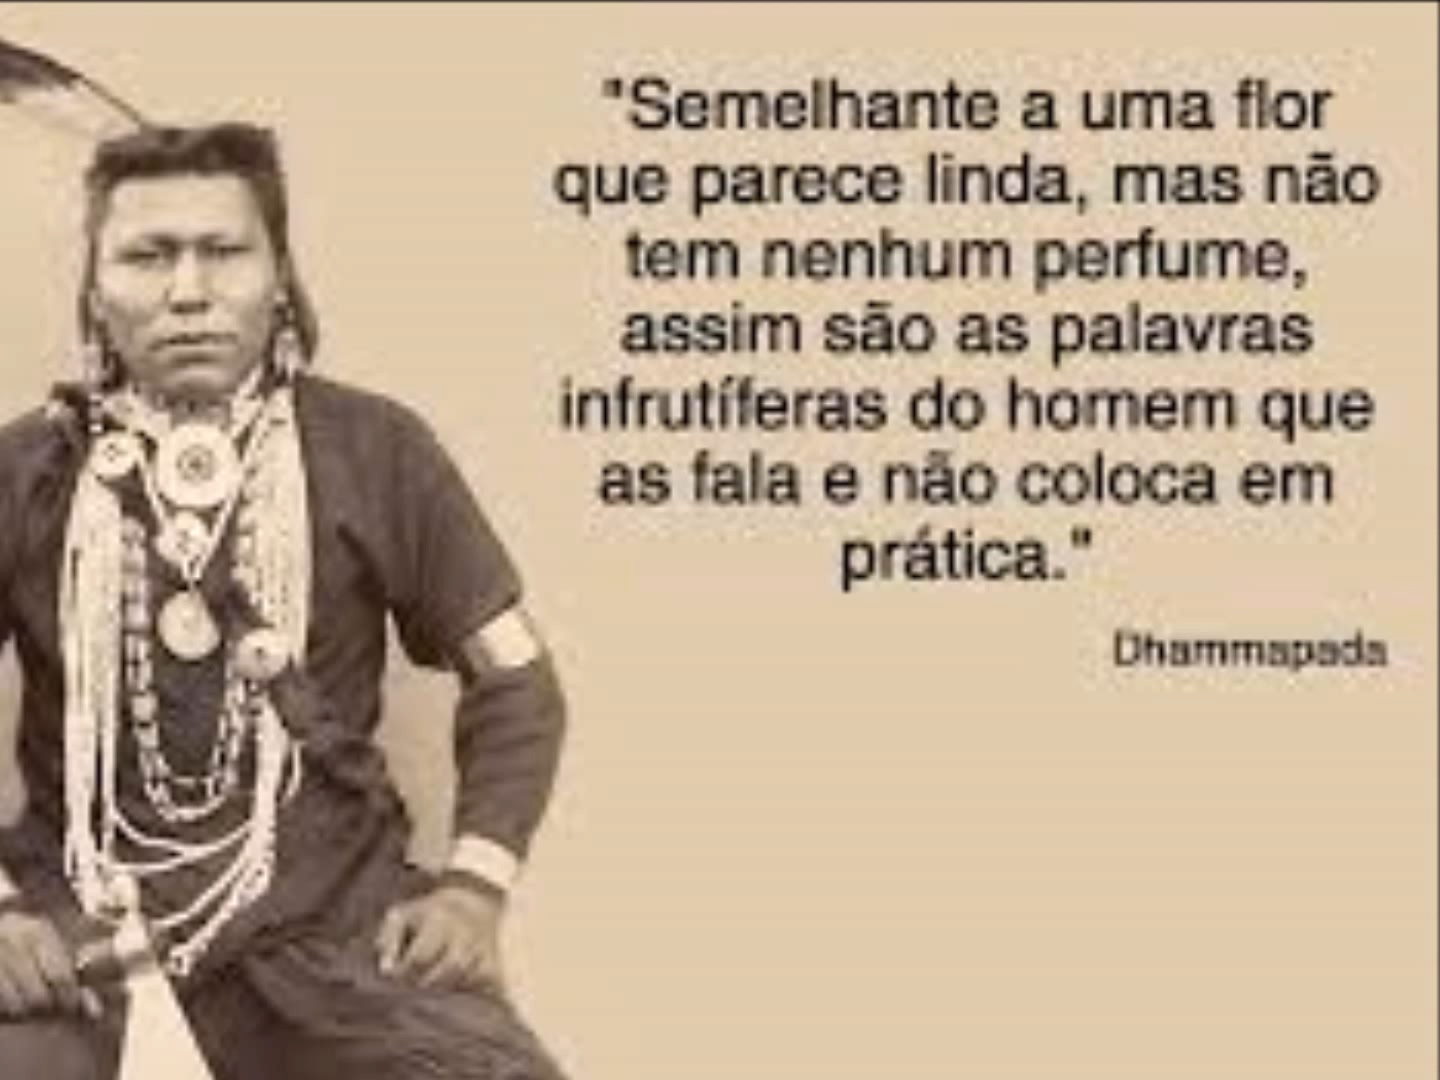 "Semelhante a uma flor
que parece linda, mas não
tem nenhum perfume,
assim são as palavras
infrutíferas do homem que
as fala e não coloca em
prática."
Dhammapada